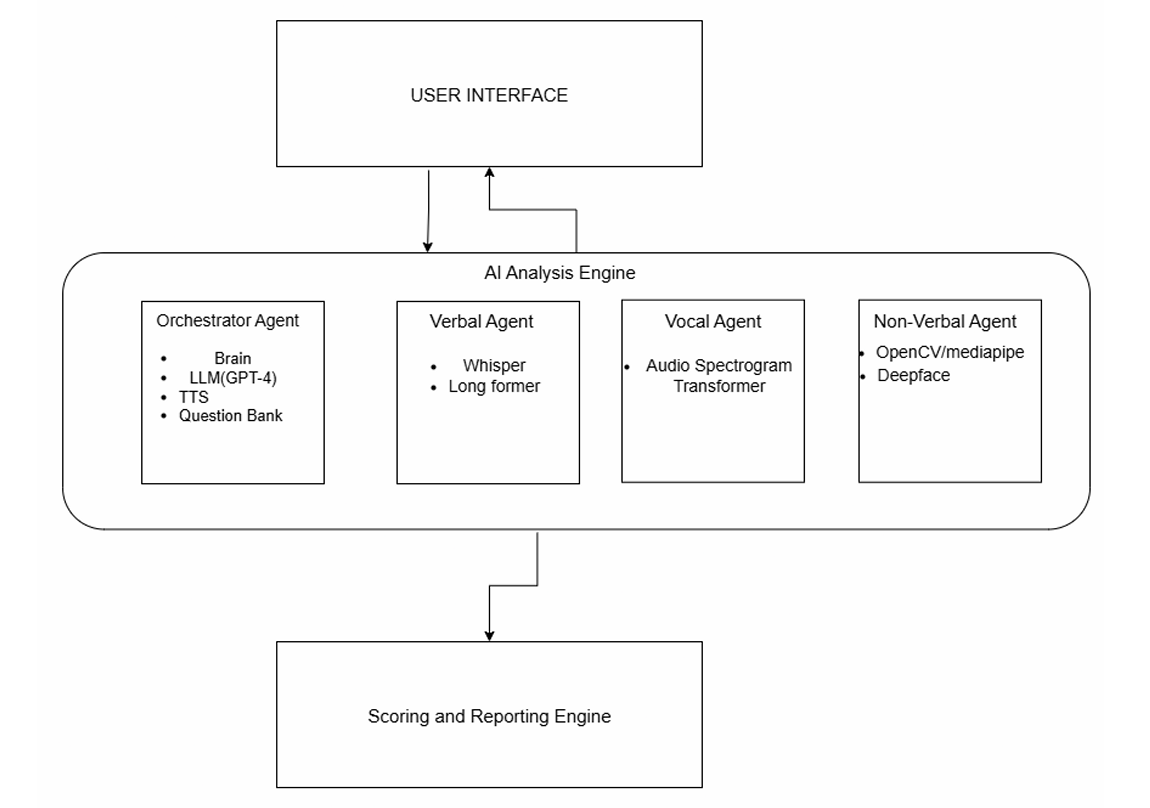 USER INTERFACE
AI Analysis Engine
Orchestrator Agent
• Brain
• LLM(GPT-4)
• TTS
• Question Bank
Verbal Agent
• Whisper
• Long former
Vocal Agent
• Audio Spectrogram
Transformer
Non-Verbal Agent
• OpenCV/mediapipe
• Deepface
Scoring and Reporting Engine